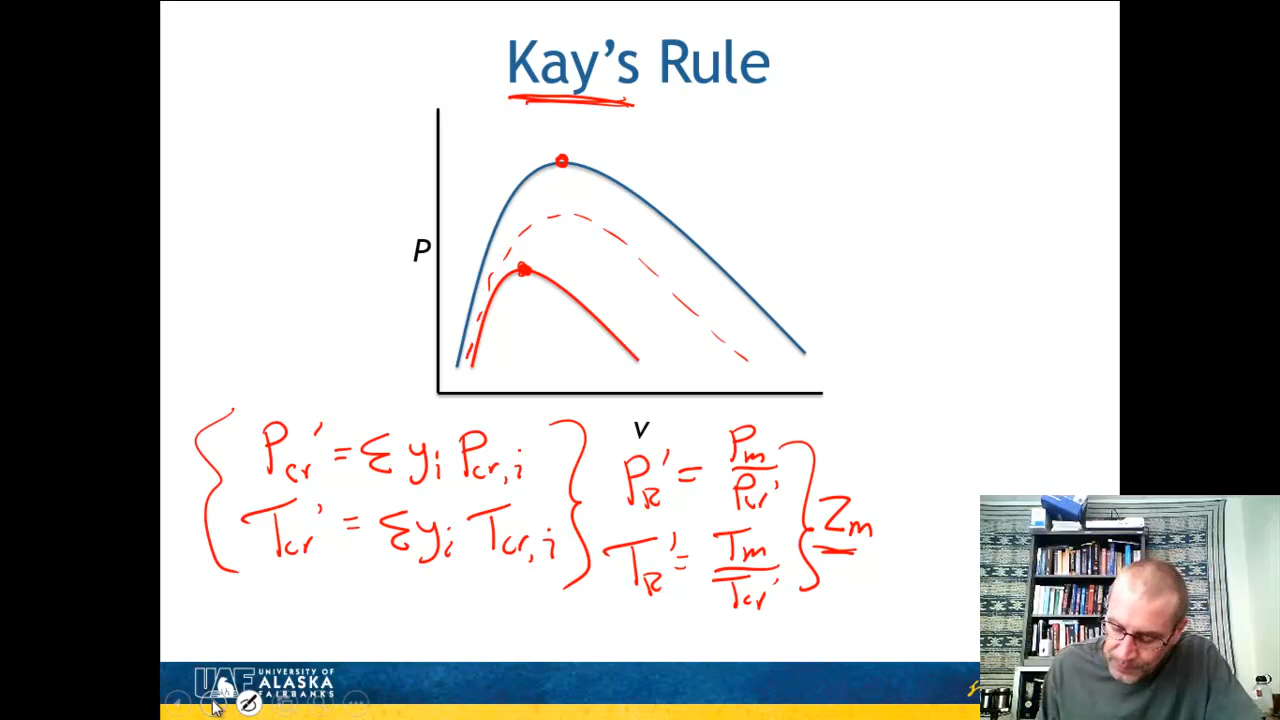 Kay's Rule
P
v
P_cr' = Σ y_i P_cr,i
T_cr' = Σ y_i T_cr,i
P_R' = P_m / P_cr'
T_R' = T_m / T_cr'
Z_m
UAF UNIVERSITY OF
ALASKA
FAIRBANKS